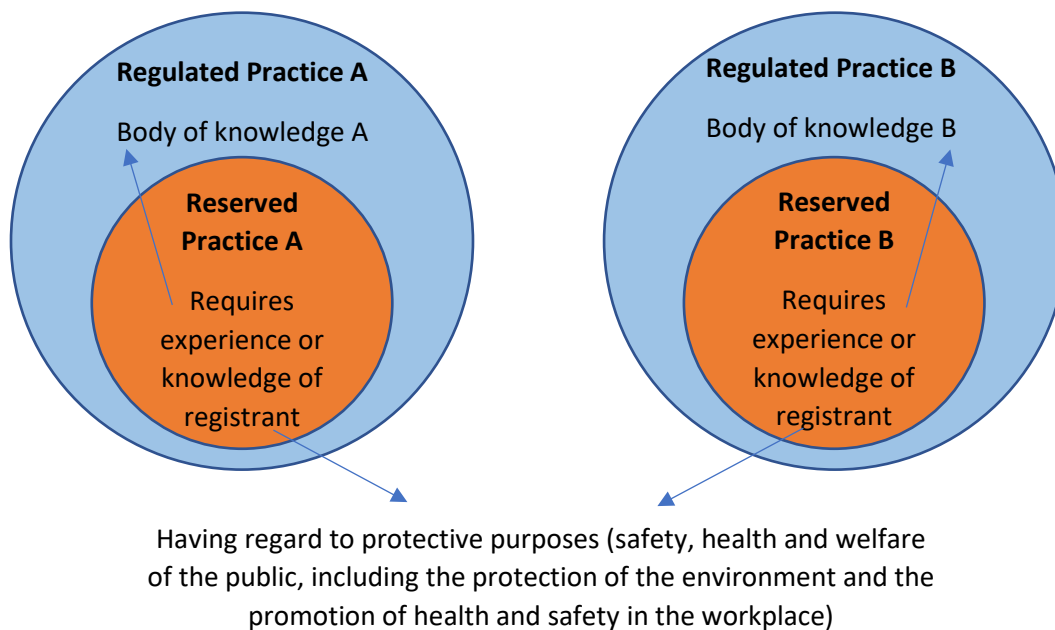 Regulated Practice A
Body of knowledge A
Reserved
Practice A
Requires
experience or
knowledge of
registrant
Regulated Practice B
Body of knowledge B
Reserved
Practice B
Requires
experience or
knowledge of
registrant
Having regard to protective purposes (safety, health and welfare
of the public, including the protection of the environment and the
promotion of health and safety in the workplace)